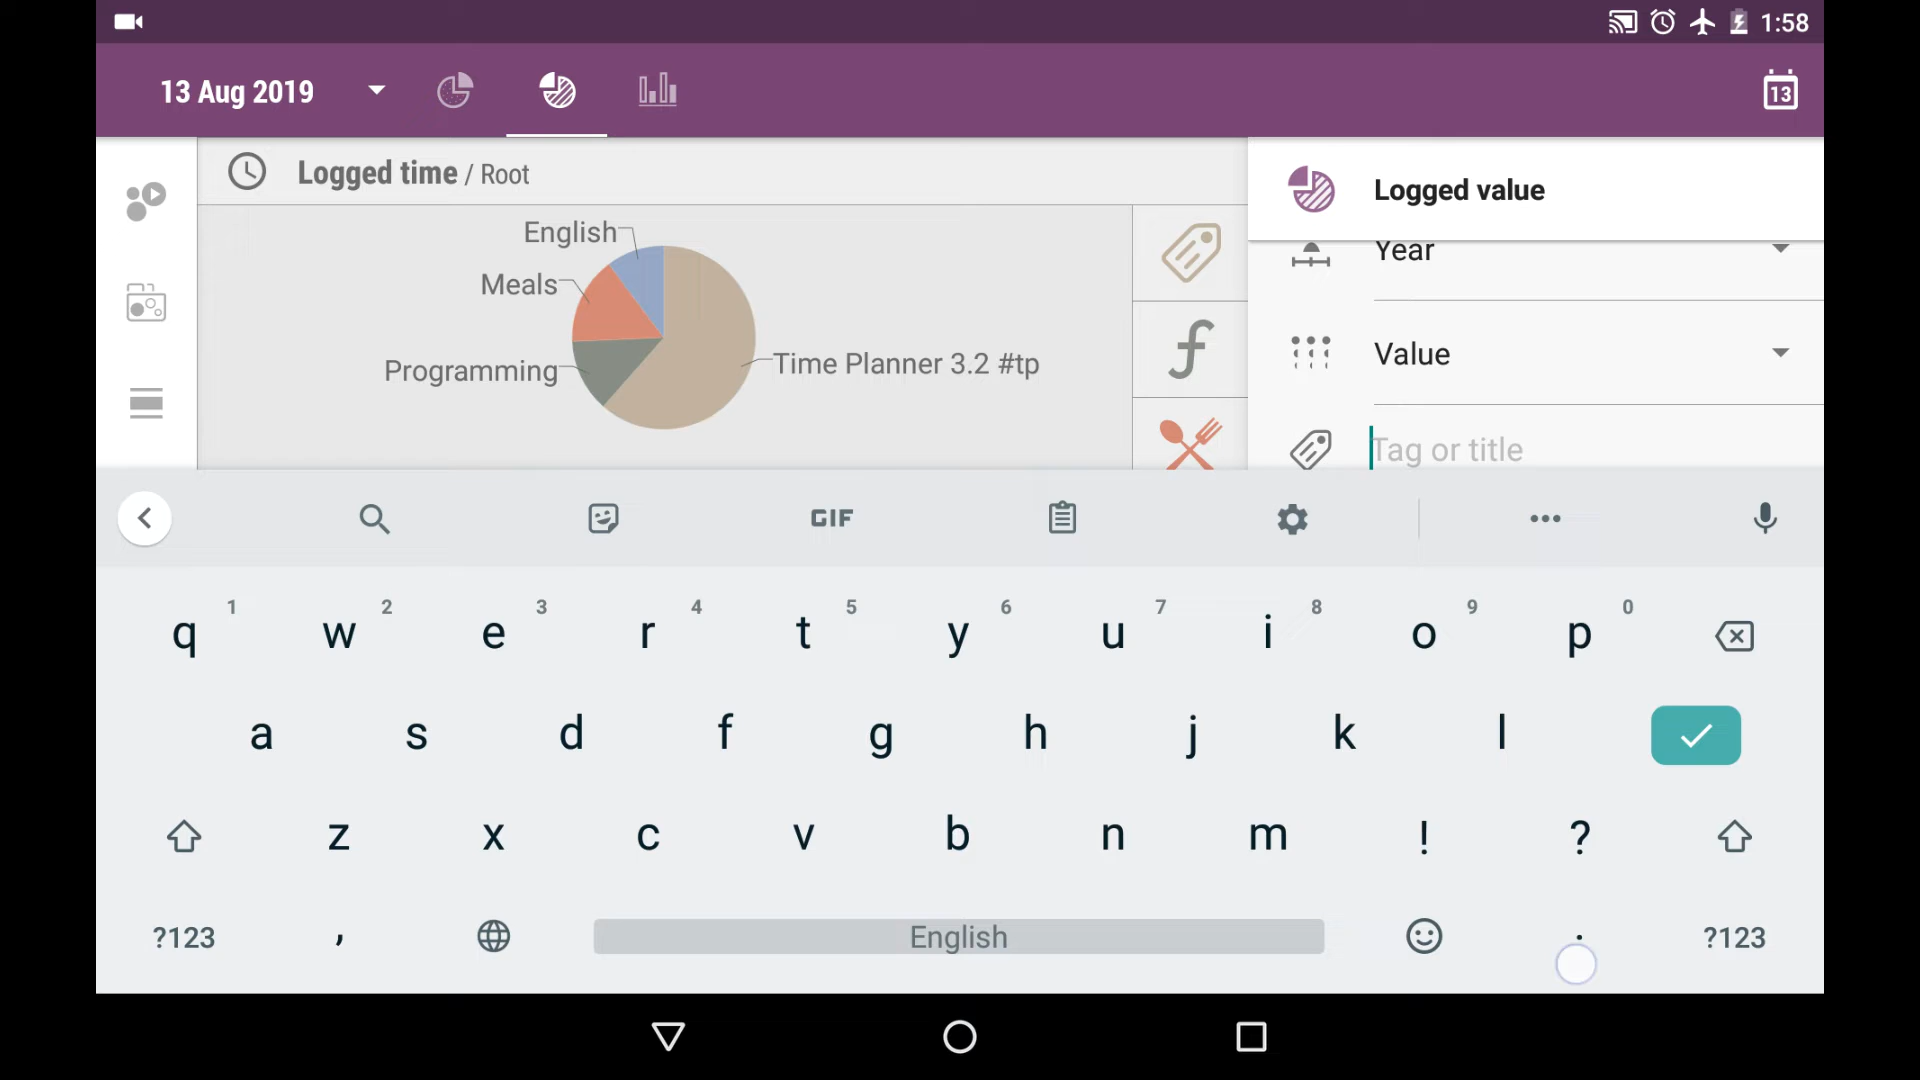 1:58
13 Aug 2019
13
Logged time / Root
Logged value
English
Meals
Programming
Time Planner 3.2 #tp
Year
Value
Tag or title
GIF
1 2 3 4 5 6 7 8 9 0
q w e r t y u i o p
a s d f g h j k l
z x c v b n m ! ?
?123 , English . ?123